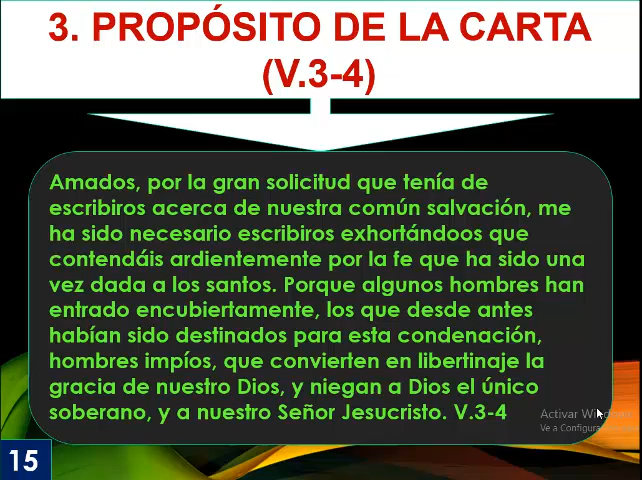 3. PROPÓSITO DE LA CARTA
(V.3-4)
Amados, por la gran solicitud que tenía de
escribiros acerca de nuestra común salvación, me
ha sido necesario escribiros exhortándoos que
contendáis ardientemente por la fe que ha sido una
vez dada a los santos. Porque algunos hombres han
entrado encubiertamente, los que desde antes
habían sido destinados para esta condenación,
hombres impíos, que convierten en libertinaje la
gracia de nuestro Dios, y niegan a Dios el único
soberano, y a nuestro Señor Jesucristo. V.3-4
Activar
Ve a
15